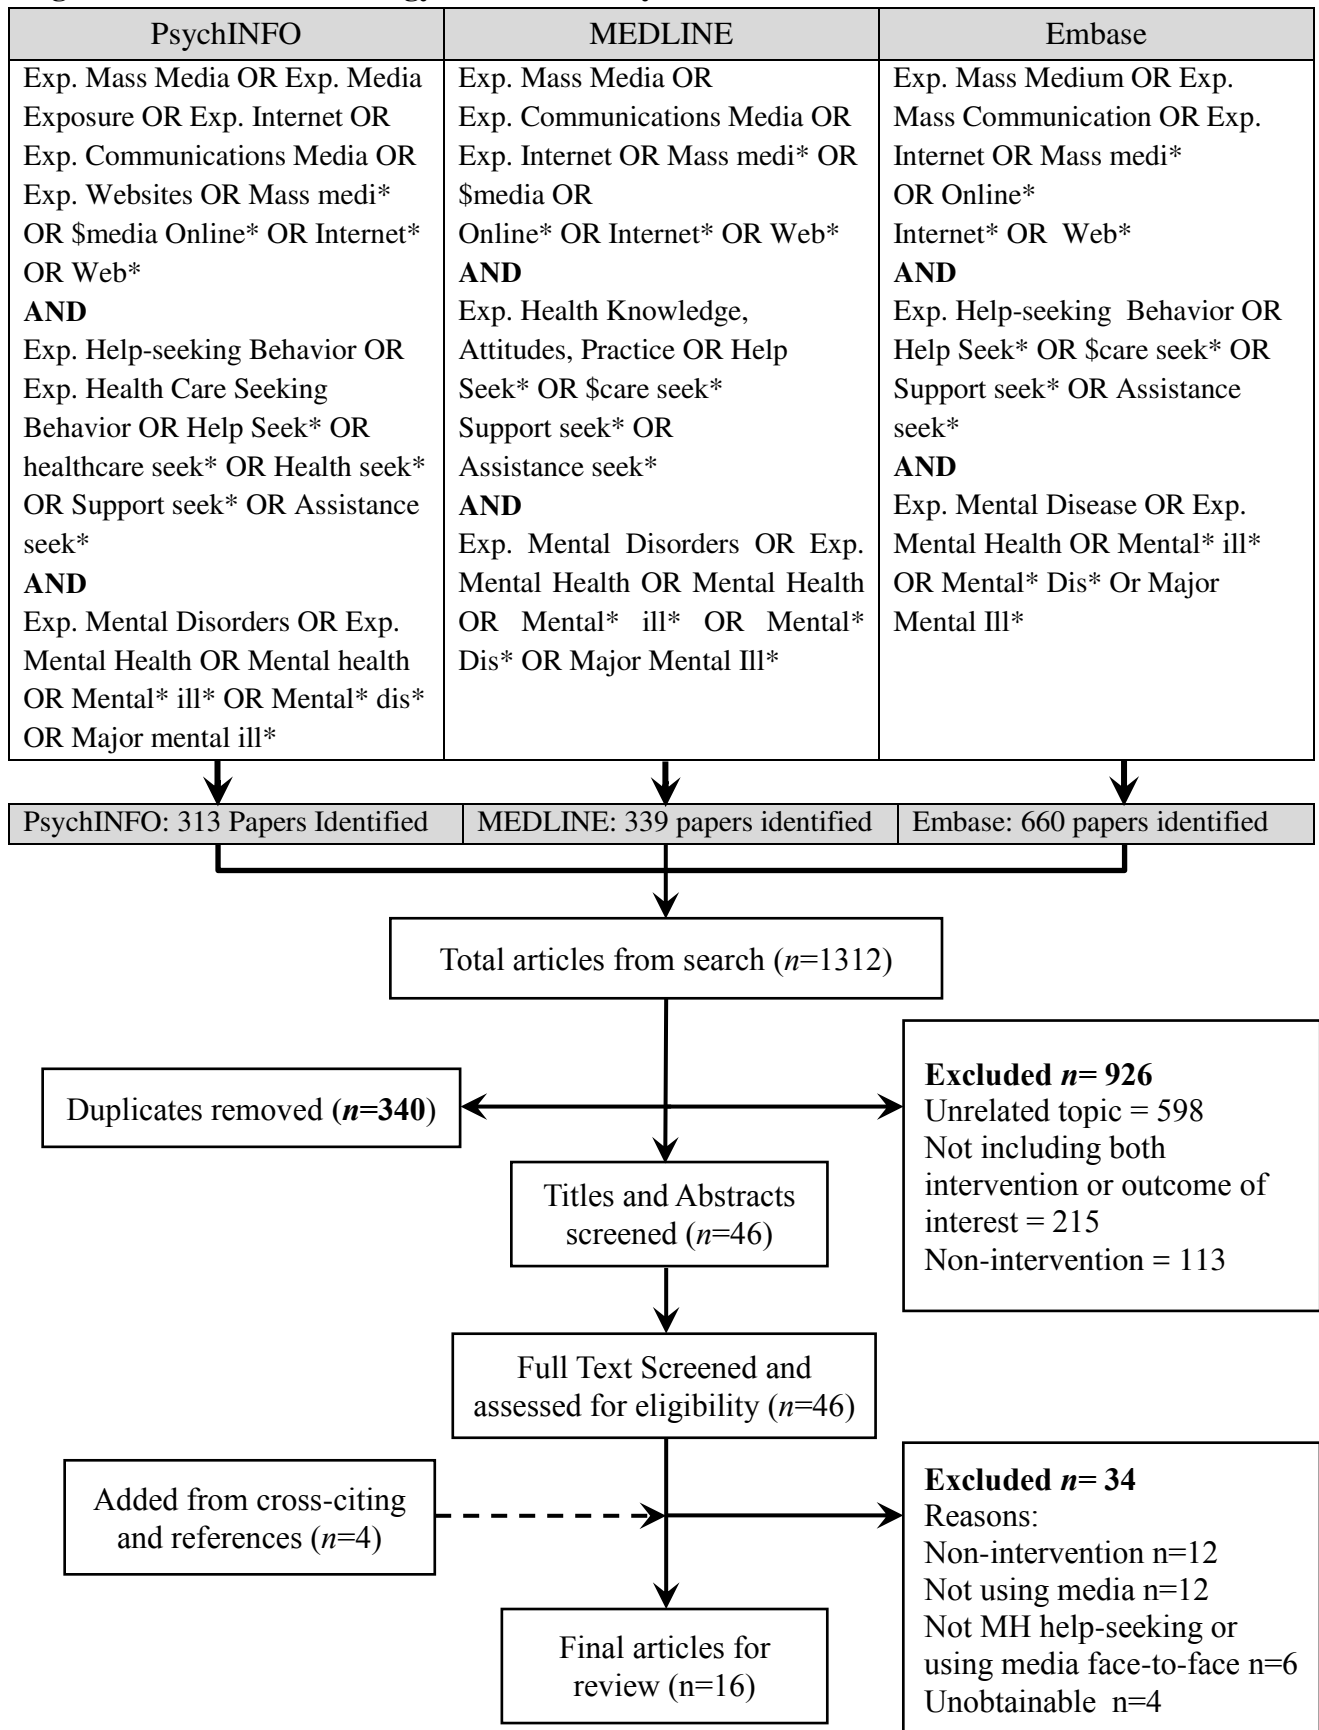 PsychINFO
MEDLINE
Embase
Exp. Mass Media OR Exp. Media
Exposure OR Exp. Internet OR
Exp. Communications Media OR
Exp. Websites OR Mass medi*
OR $media Online* OR Internet*
OR Web*
AND
Exp. Help-seeking Behavior OR
Exp. Health Care Seeking
Behavior OR Help Seek* OR
healthcare seek* OR Health seek*
OR Support seek* OR Assistance
seek*
AND
Exp. Mental Disorders OR Exp.
Mental Health OR Mental health
OR Mental* ill* OR Mental* dis*
OR Major mental ill*
Exp. Mass Media OR
Exp. Communications Media OR
Exp. Internet OR Mass medi* OR
$media OR
Online* OR Internet* OR Web*
AND
Exp. Health Knowledge,
Attitudes, Practice OR Help
Seek* OR $care seek*
Support seek* OR
Assistance seek*
AND
Exp. Mental Disorders OR Exp.
Mental Health OR Mental Health
OR Mental* ill* OR Mental*
Dis* OR Major Mental Ill*
Exp. Mass Medium OR Exp.
Mass Communication OR Exp.
Internet OR Mass medi*
OR Online*
Internet* OR Web*
AND
Exp. Help-seeking Behavior OR
Help Seek* OR $care seek* OR
Support seek* OR Assistance
seek*
AND
Exp. Mental Disease OR Exp.
Mental Health OR Mental* ill*
OR Mental* Dis* Or Major
Mental Ill*
PsychINFO: 313 Papers Identified
MEDLINE: 339 papers identified
Embase: 660 papers identified
Total articles from search (n=1312)
Duplicates removed (n=340)
Excluded n= 926
Unrelated topic = 598
Not including both
intervention or outcome of
interest = 215
Non-intervention = 113
Titles and Abstracts
screened (n=46)
Full Text Screened and
assessed for eligibility (n=46)
Added from cross-citing
and references (n=4)
Excluded n= 34
Reasons:
Non-intervention n=12
Not using media n=12
Not MH help-seeking or
using media face-to-face n=6
Unobtainable n=4
Final articles for
review (n=16)